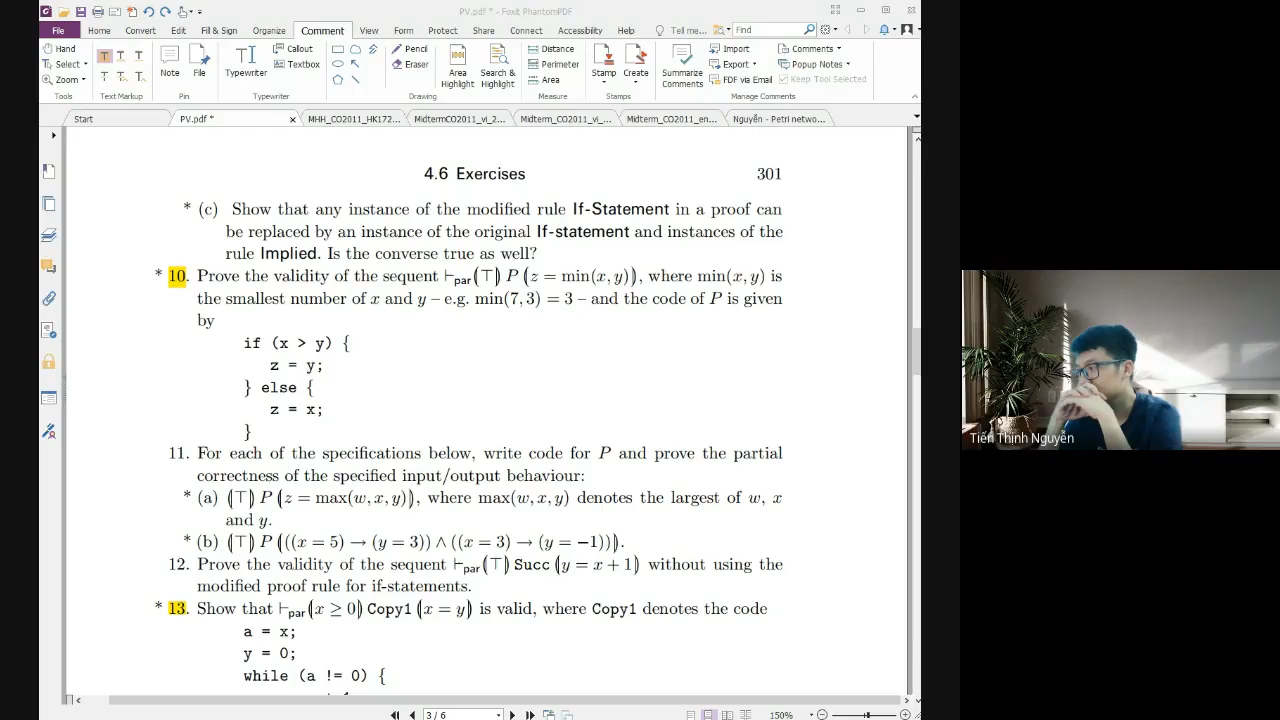 PV.pdf * - Foxit PhantomPDF
File Home Convert Edit Organize Comment View Form Protect Share Connect Accessibility Help Tell me... Find
Hand
Select
Zoom
Tools
Text Markup
Note
File
Pin
Typewriter
Callout
Textbox
Typewriter
Pencil
Eraser
Area Highlight
Search & Highlight
Drawing
Distance
Perimeter
Area
Measure
Stamp
Create
Stamps
Summarize Comments
Import
Export
FDF via Email
Comments
Popup Notes
Keep Tool Selected
Manage Comments
Start PV.pdf * MHH_CO2011_HK172... MidtermCO2011_vi_2... Midterm_CO2011_vi_... Midterm_CO2011_en... Nguyễn - Petri netwo...
4.6 Exercises 301
* (c) Show that any instance of the modified rule If-Statement in a proof can
be replaced by an instance of the original If-statement and instances of the
rule Implied. Is the converse true as well?
* 10. Prove the validity of the sequent ⊢par ⦇⊤⦈ P ⦇z = min(x, y)⦈, where min(x, y) is
the smallest number of x and y – e.g. min(7, 3) = 3 – and the code of P is given
by
if (x > y) {
z = y;
} else {
z = x;
}
11. For each of the specifications below, write code for P and prove the partial
correctness of the specified input/output behaviour:
* (a) ⦇⊤⦈ P ⦇z = max(w, x, y)⦈, where max(w, x, y) denotes the largest of w, x
and y.
* (b) ⦇⊤⦈ P ⦇((x = 5) → (y = 3)) ∧ ((x = 3) → (y = −1))⦈.
12. Prove the validity of the sequent ⊢par ⦇⊤⦈ Succ ⦇y = x + 1⦈ without using the
modified proof rule for if-statements.
* 13. Show that ⊢par ⦇x ≥ 0⦈ Copy1 ⦇x = y⦈ is valid, where Copy1 denotes the code
a = x;
y = 0;
while (a != 0) {
3 / 6 150%
Tiến Thịnh Nguyễn